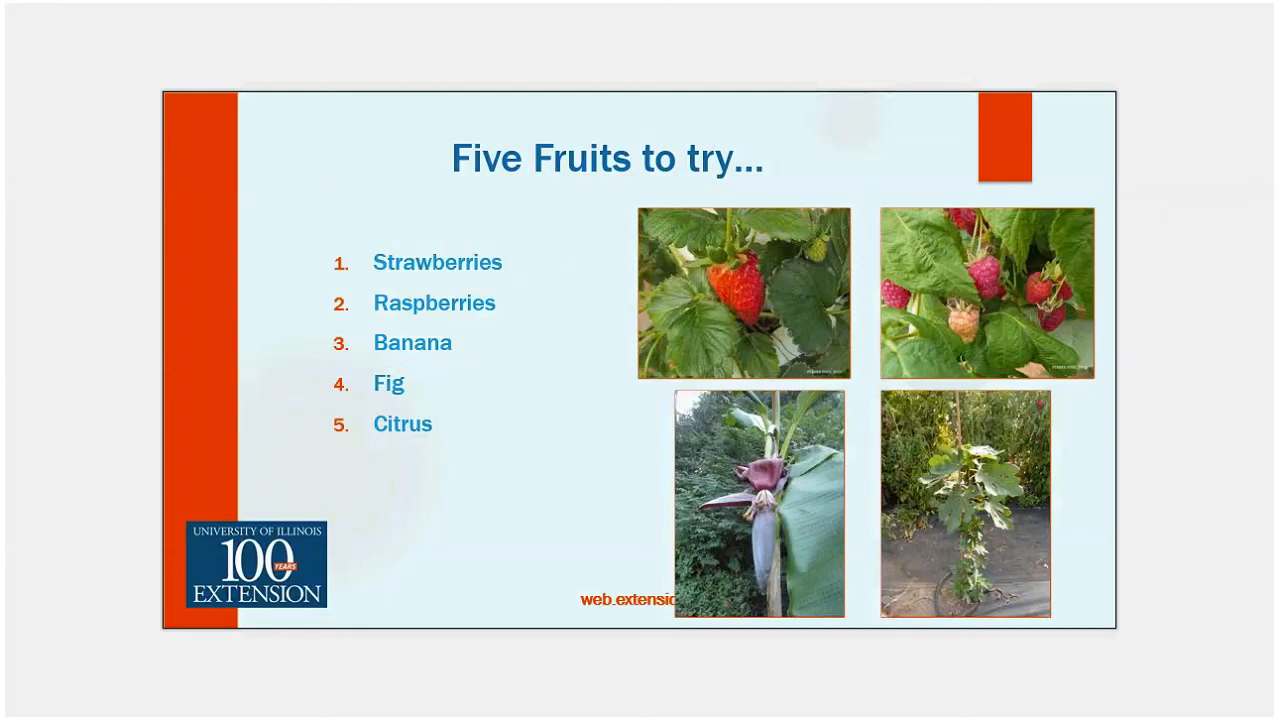 Five Fruits to try...
1. Strawberries
2. Raspberries
3. Banana
4. Fig
5. Citrus
UNIVERSITY OF ILLINOIS
100
YEARS
EXTENSION
web.extensio